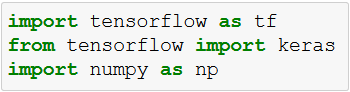 import tensorflow as tf
from tensorflow import keras
import numpy as np